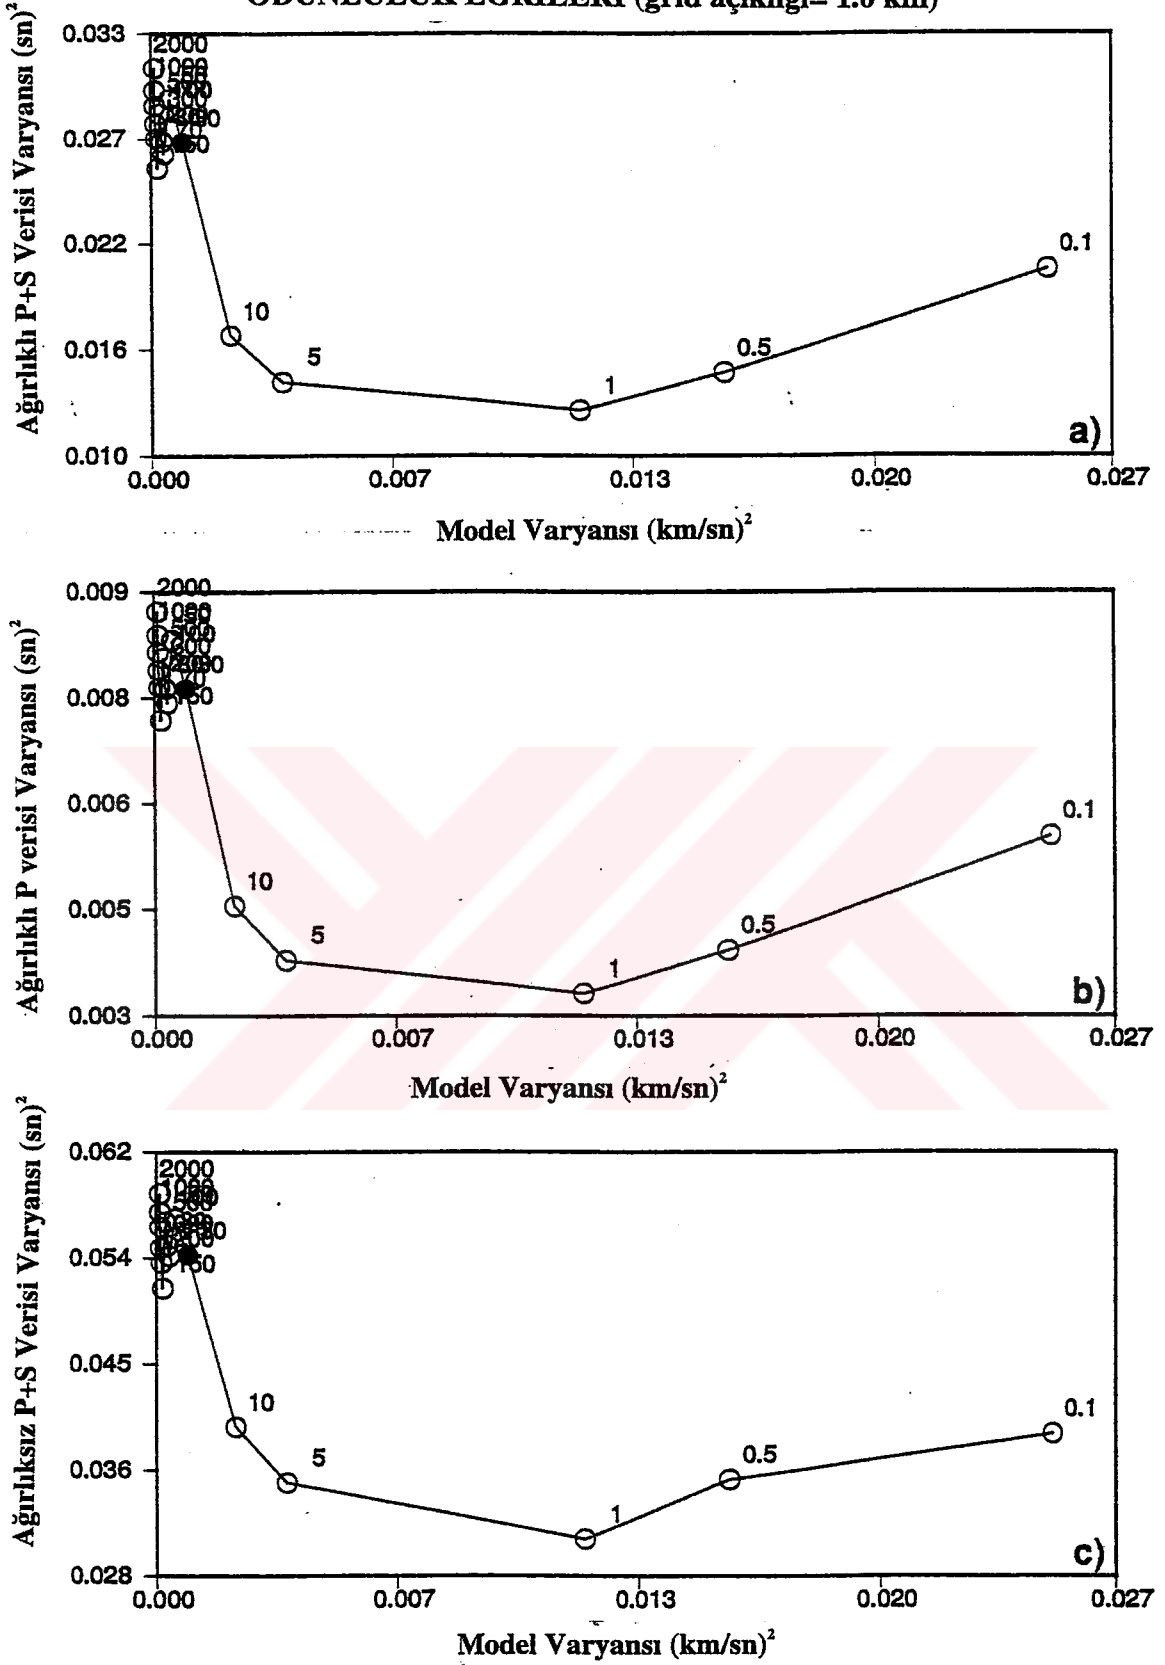 ÖDÜNLÜLÜK EĞRİLERİ (grid açıklığı= 1.0 km)
Ağırlıklı P+S Verisi Varyansı (sn)²
0.033
0.027
0.022
0.016
0.010
2000
1000
10
5
1
0.5
0.1
a)
0.000 0.007 0.013 0.020 0.027
Model Varyansı (km/sn)²
Ağırlıklı P verisi Varyansı (sn)²
0.009
0.008
0.006
0.005
0.003
2000
1000
10
5
1
0.5
0.1
b)
0.000 0.007 0.013 0.020 0.027
Model Varyansı (km/sn)²
Ağırlıksız P+S Verisi Varyansı (sn)²
0.062
0.054
0.045
0.036
0.028
2000
1000
10
5
1
0.5
0.1
c)
0.000 0.007 0.013 0.020 0.027
Model Varyansı (km/sn)²